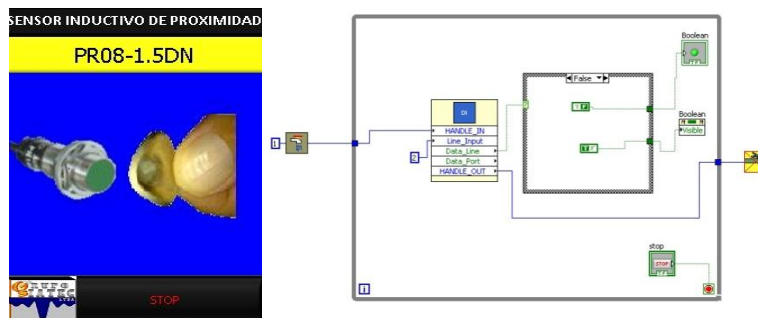 SENSOR INDUCTIVO DE PROXIMIDAD
PR08-1.5DN
STOP
1
DI
HANDLE_IN
Line_Input
Data_Line
Data_Port
HANDLE_OUT
2
False
Boolean
Boolean
Visible
stop
STOP
i